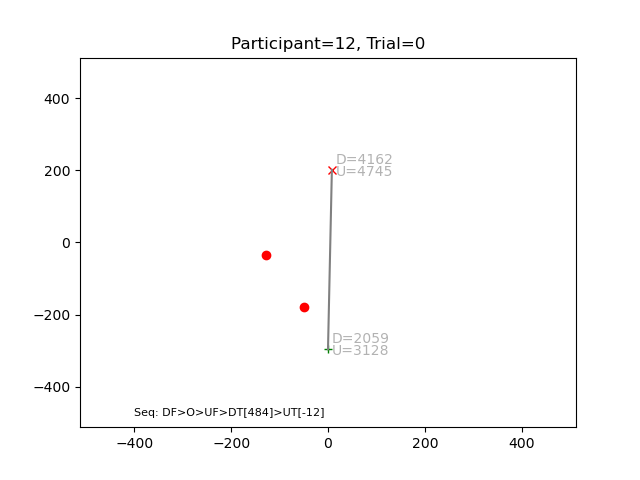 Participant=12, Trial=0
400
200
0
−200
−400
D=4162
U=4745
D=2059
U=3128
Seq: DF>O>UF>DT[484]>UT[-12]
−400
−200
0
200
400